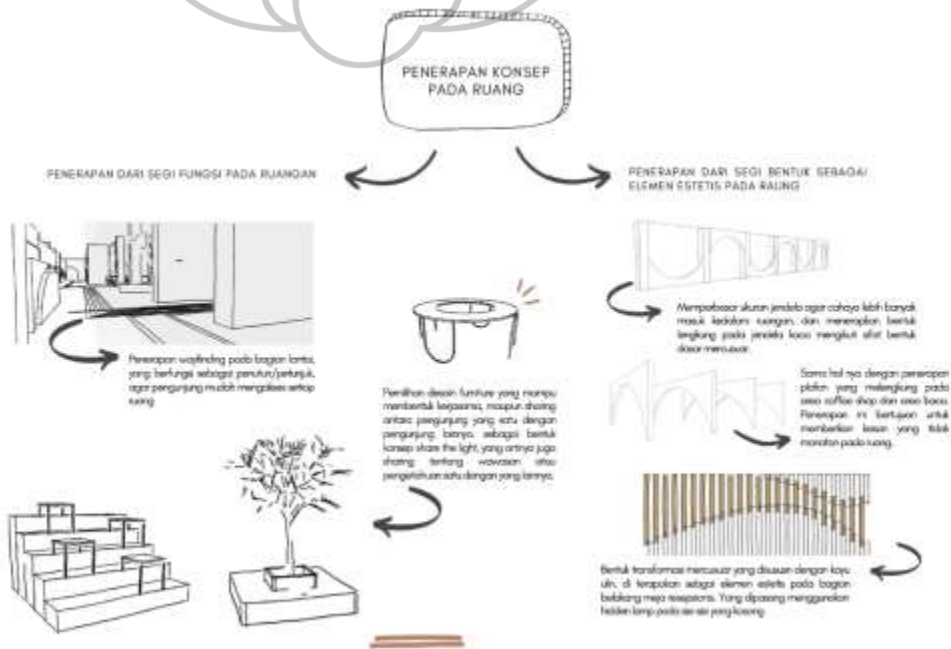 PENERAPAN KONSEP
PADA RUANG
PENERAPAN DARI SEGI FUNGSI PADA RUANGAN
PENERAPAN DARI SEGI BENTUK SEBAGAI
ELEMEN ESTETIS PADA RAUNG
Penerapan wayfinding pada bagian lantai,
yang berfungsi sebagai penutun/petunjuk,
agar pengunjung mudah mengakses setiap
ruang
Pemilihan desain furniture yang mampu
membentuk kerjasama, maupun sharing
antara pengunjung yang satu dengan
pengunjung lainnya, sebagai bentuk
konsep share the light, yang artinya juga
sharing tentang wawasan atau
pengetahuan satu dengan yang lainnya.
Memperbesar ukuran jendela agar cahaya lebih banyak
masuk kedalam ruangan, dan menerapkan bentuk
lengkung pada jendela kaca mengikuti sifat bentuk
dasar mercusuar.
Sama hal nya dengan penerapan
plafon yang melengkung pada
area coffee shop dan area baca.
Penerapan ini bertujuan untuk
memberikan kesan yang tidak
monoton pada ruang.
Bentuk transformasi mercusuar yang disusun dengan kayu
ulin, di terapkan sebagai elemen estetis pada bagian
belakang meja resepsionis. Yang dipasang menggunakan
hidden lamp pada sisi-sisi yang kosong